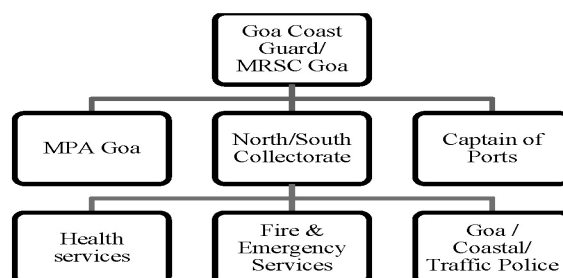 Goa Coast
Guard/
MRSC Goa
MPA Goa
North/South
Collectorate
Captain of
Ports
Health
services
Fire &
Emergency
Services
Goa /
Coastal/
Traffic Police